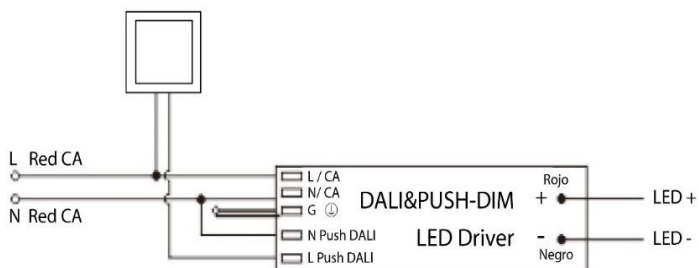 L Red CA
N Red CA
L / CA
N/ CA
G ⏚
N Push DALI
L Push DALI
DALI&PUSH-DIM
LED Driver
Rojo
+
-
Negro
LED +
LED -